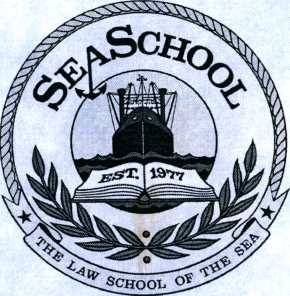 SEASCHOOL
EST. 1977
THE LAW SCHOOL OF THE SEA